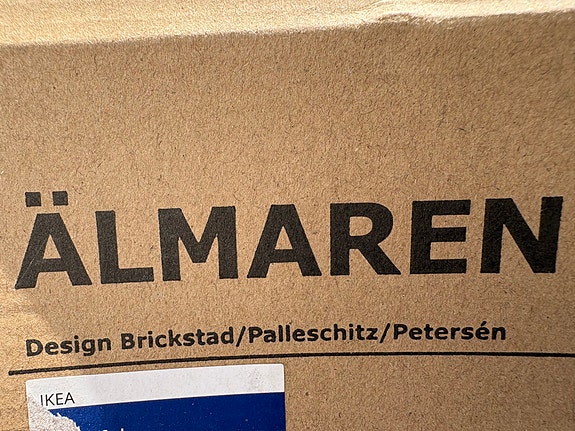 ÄLMAREN
Design Brickstad/Palleschitz/Petersén
IKEA